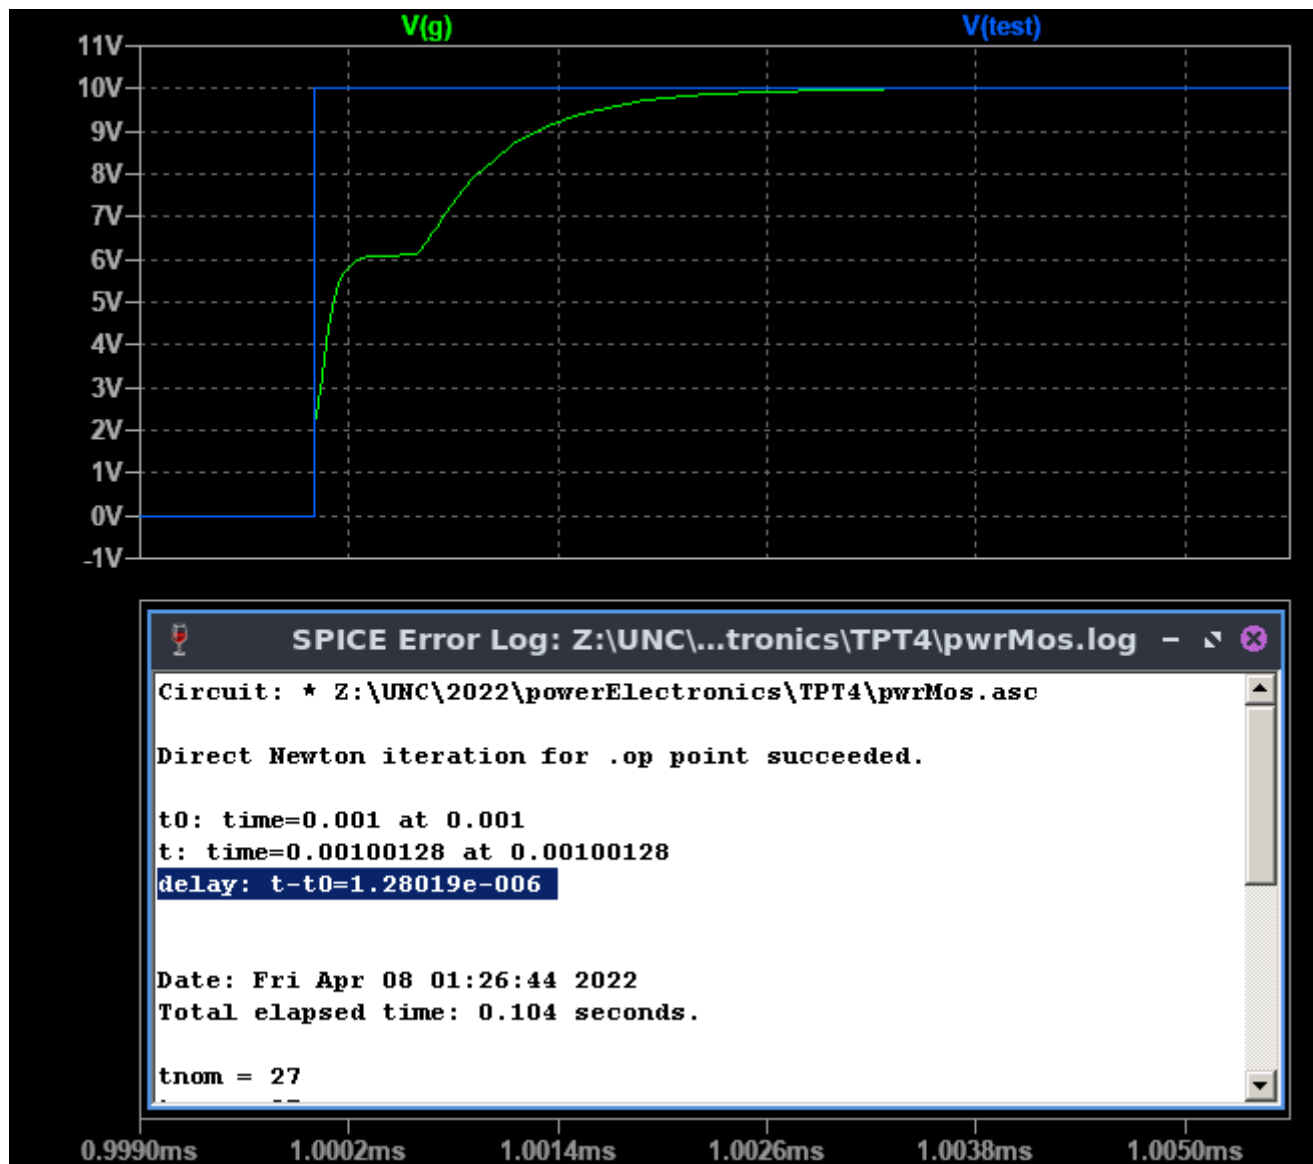 V(g) V(test)
11V
10V
9V
8V
7V
6V
5V
4V
3V
2V
1V
0V
-1V
SPICE Error Log: Z:\UNC\...tronics\TPT4\pwrMos.log
Circuit: * Z:\UNC\2022\powerElectronics\TPT4\pwrMos.asc
Direct Newton iteration for .op point succeeded.
t0: time=0.001 at 0.001
t: time=0.00100128 at 0.00100128
delay: t-t0=1.28019e-006
Date: Fri Apr 08 01:26:44 2022
Total elapsed time: 0.104 seconds.
tnom = 27
0.9990ms 1.0002ms 1.0014ms 1.0026ms 1.0038ms 1.0050ms